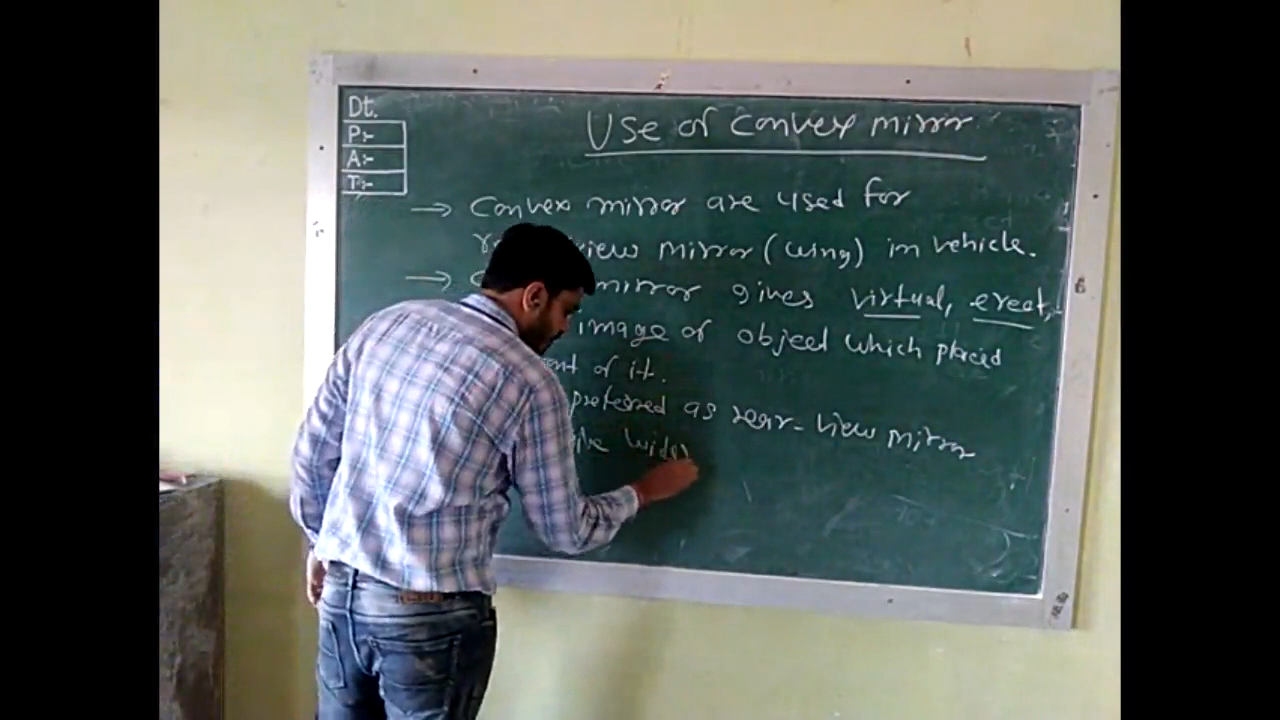 Dt.
P:-
A:-
T:-
Use of convex mirror
→ Convex mirror are used for
view mirror (wing) in vehicle.
→ mirror gives virtual, erect,
image of object which placed
of it.
preferred as rear-view mirror
wider